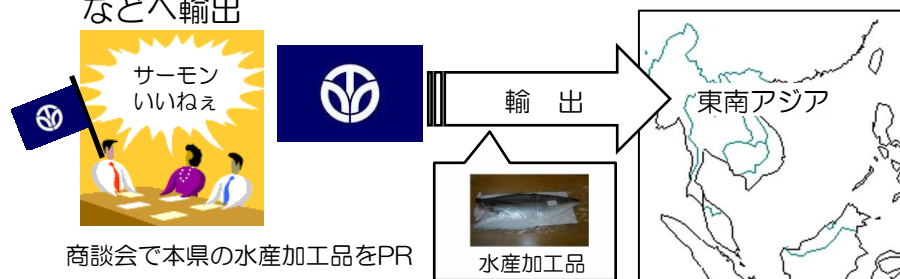 などへ輸出
サーモン
いいねぇ
輸 出
東南アジア
水産加工品
商談会で本県の水産加工品をPR